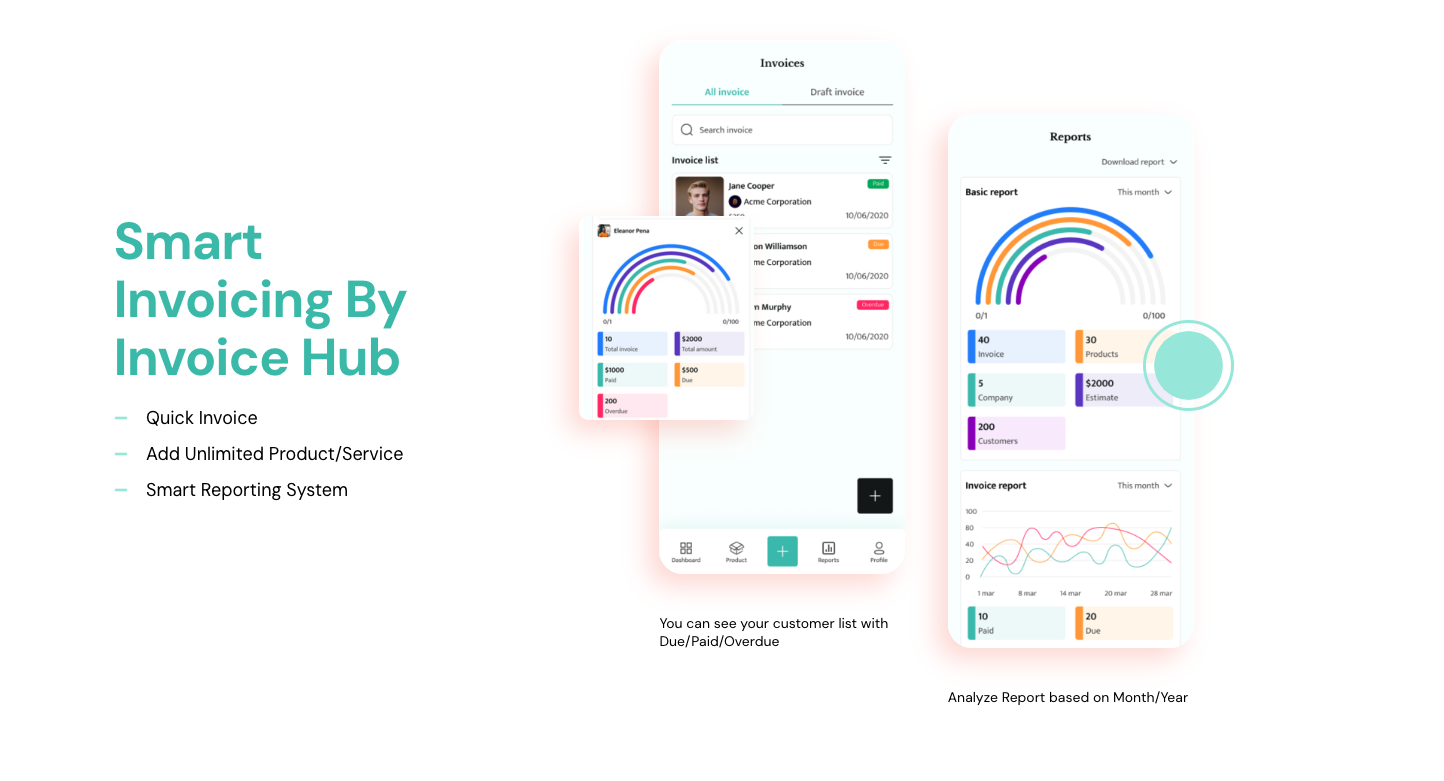 Smart
Invoicing By
Invoice Hub
Quick Invoice
Add Unlimited Product/Service
Smart Reporting System
Invoices
All invoice
Draft invoice
Search invoice
Invoice list
Jane Cooper
Paid
Acme Corporation
10/06/2020
on Williamson
Due
me Corporation
10/06/2020
n Murphy
Overdue
me Corporation
10/06/2020
Eleanor Pena
0/1
0/100
10
Total invoice
$2000
Total amount
$1000
Paid
$500
Due
200
Overdue
Dashboard
Product
Reports
Profile
You can see your customer list with
Due/Paid/Overdue
Reports
Download report
Basic report
This month
0/1
0/100
40
Invoice
30
Products
5
Company
$2000
Estimate
200
Customers
Invoice report
This month
100
80
40
20
0
1 mar
8 mar
14 mar
20 mar
28 mar
10
Paid
20
Due
Analyze Report based on Month/Year